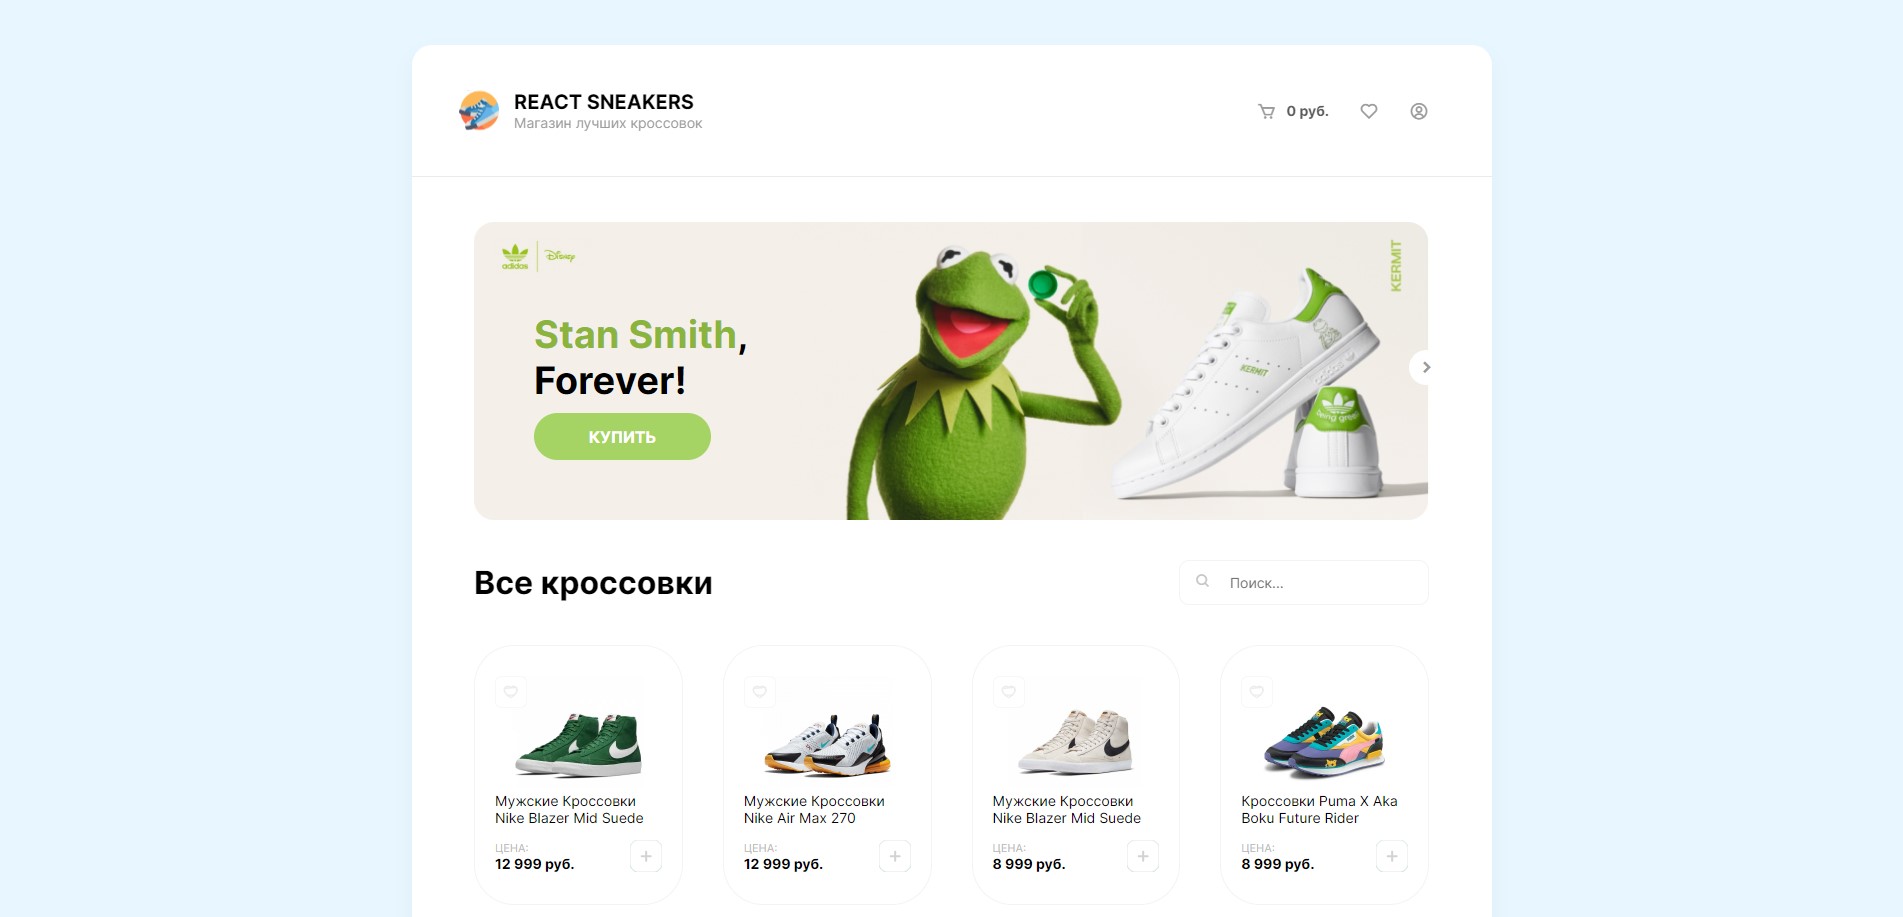 REACT SNEAKERS
Магазин лучших кроссовок
0 руб.
adidas
Disney
KERMIT
Stan Smith,
Forever!
КУПИТЬ
KERMIT
being green
Все кроссовки
Поиск...
Мужские Кроссовки
Nike Blazer Mid Suede
ЦЕНА:
12 999 руб.
Мужские Кроссовки
Nike Air Max 270
ЦЕНА:
12 999 руб.
Мужские Кроссовки
Nike Blazer Mid Suede
ЦЕНА:
8 999 руб.
Кроссовки Puma X Aka
Boku Future Rider
ЦЕНА:
8 999 руб.